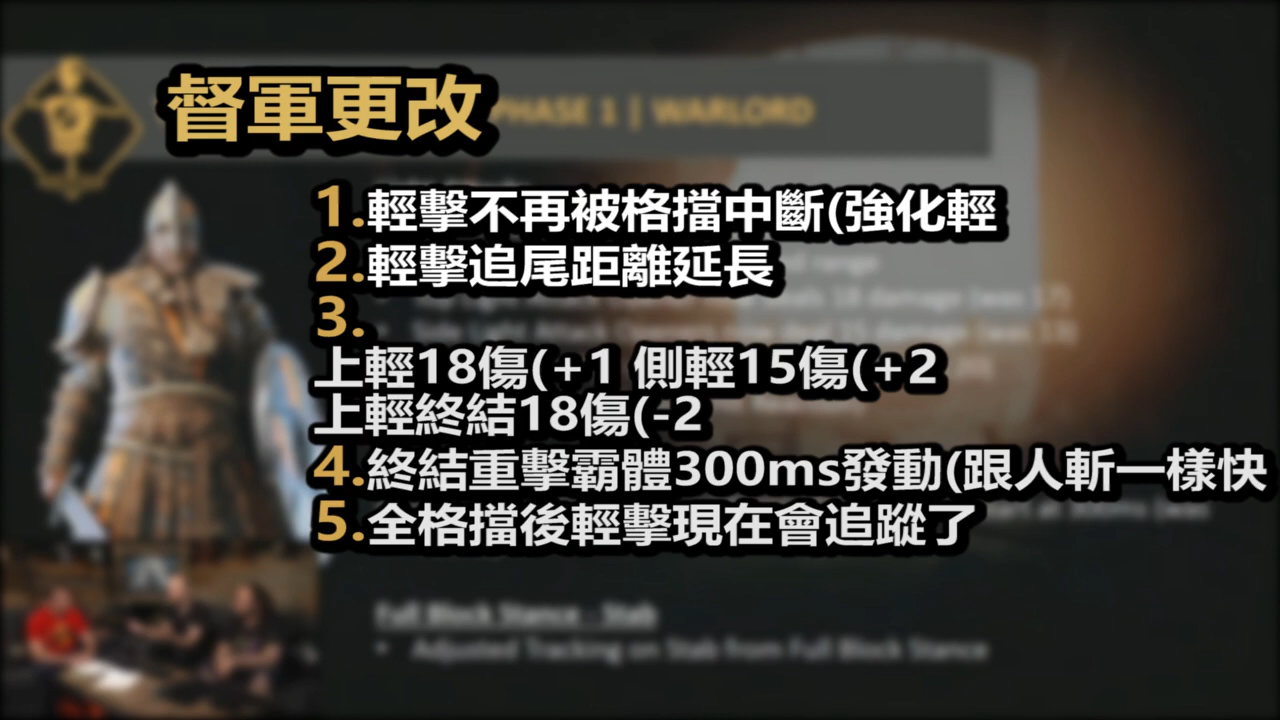 督軍更改
PHASE 1 | WARLORD
1.輕擊不再被格擋中斷(強化輕
2.輕擊追尾距離延長
3.
上輕18傷(+1 側輕15傷(+2
上輕終結18傷(-2
4.終結重擊霸體300ms發動(跟人斬一樣快
5.全格擋後輕擊現在會追蹤了
Full Block Stance - Stab
• Adjusted Tracking on Stab from Full Block Stance